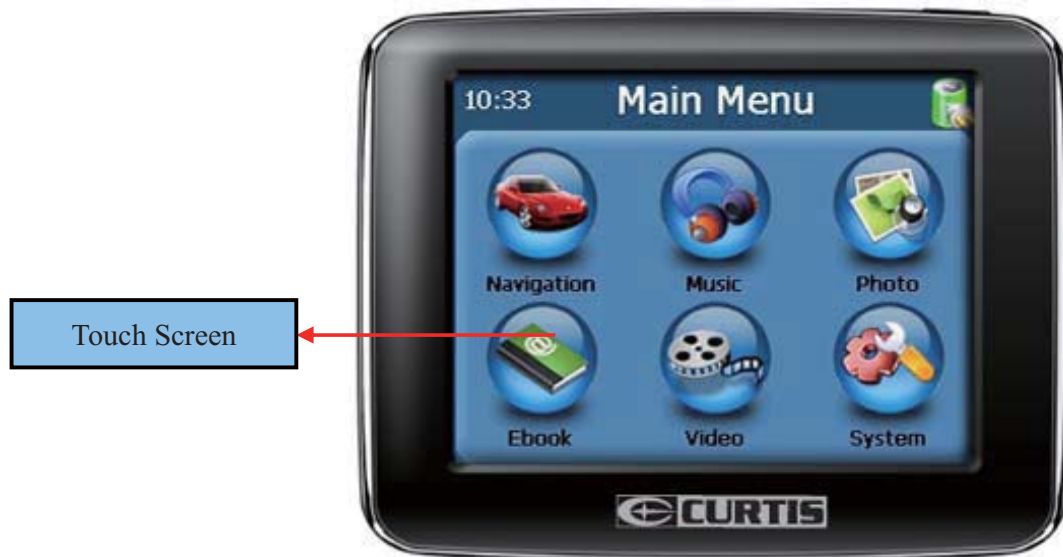 10:33 Main Menu
Navigation Music Photo
Touch Screen
Ebook Video System
CURTIS